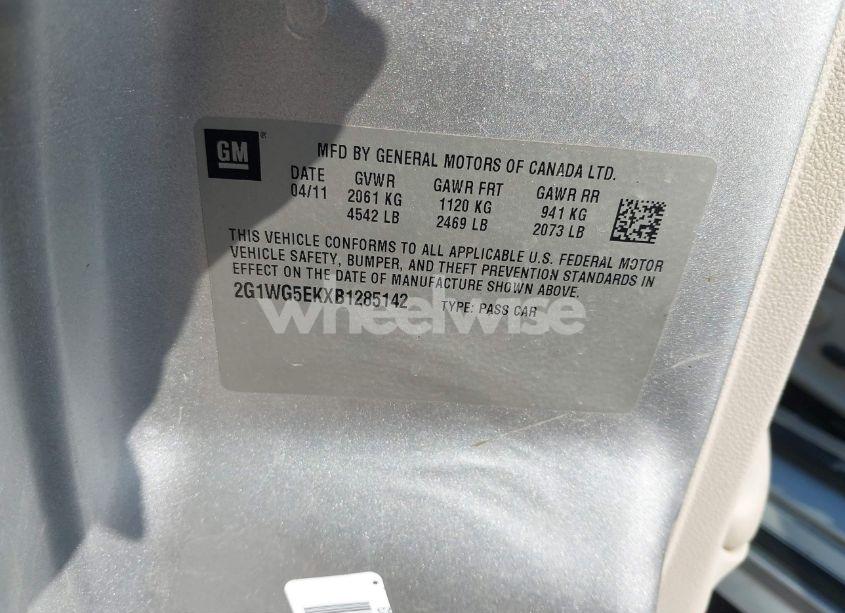 GM
MFD BY GENERAL MOTORS OF CANADA LTD.
DATE GVWR GAWR FRT GAWR RR
04/11 2061 KG 1120 KG 941 KG
4542 LB 2469 LB 2073 LB
THIS VEHICLE CONFORMS TO ALL APPLICABLE U.S. FEDERAL MOTOR
VEHICLE SAFETY, BUMPER, AND THEFT PREVENTION STANDARDS IN
EFFECT ON THE DATE OF MANUFACTURE SHOWN ABOVE.
2G1WG5EKXB1285142 TYPE: PASS CAR
wheelwise